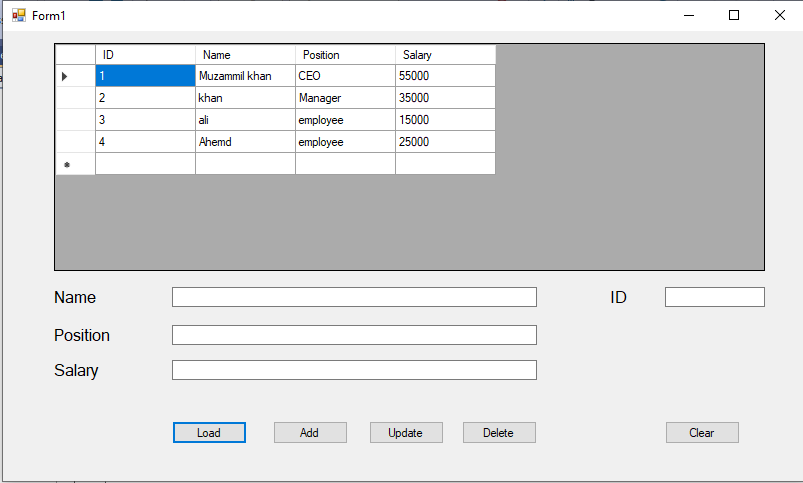 Form1
ID Name Position Salary
1 Muzammil khan CEO 55000
2 khan Manager 35000
3 ali employee 15000
4 Ahemd employee 25000
Name ID
Position
Salary
Load Add Update Delete Clear